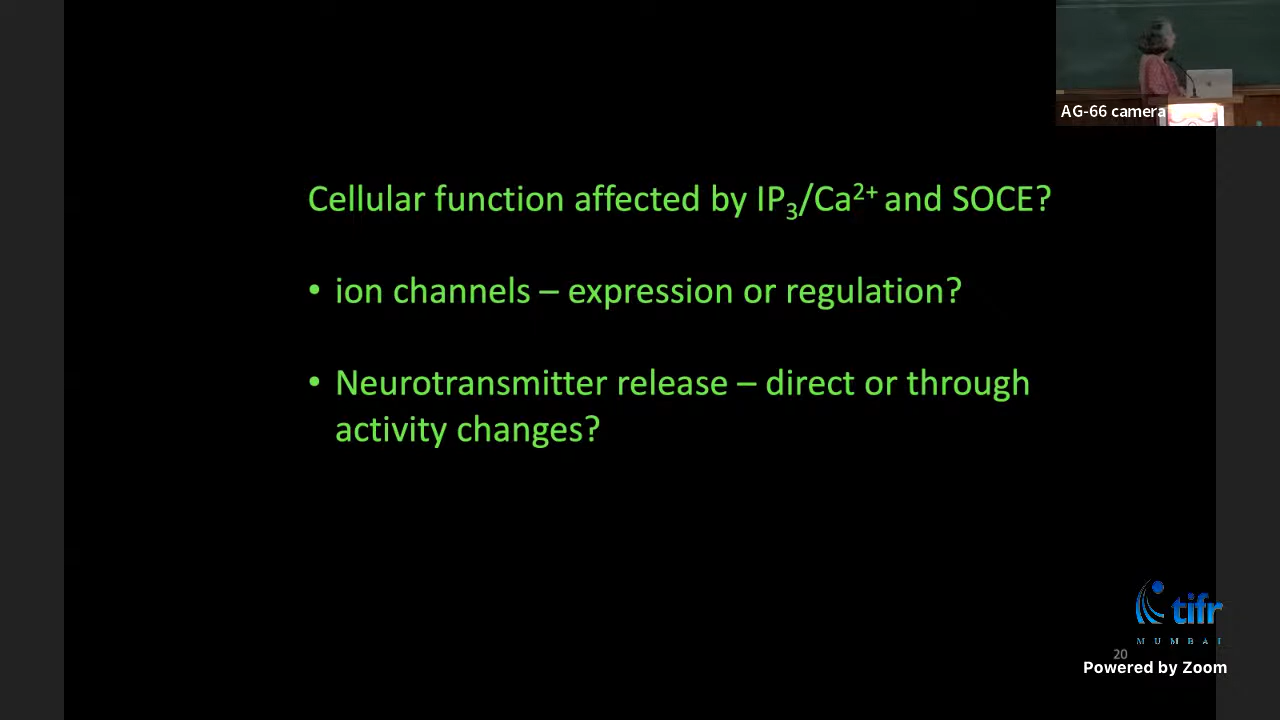 AG-66 camera
Cellular function affected by IP₃/Ca²⁺ and SOCE?
• ion channels – expression or regulation?
• Neurotransmitter release – direct or through
activity changes?
tifr
MUMBAI
20
Powered by Zoom